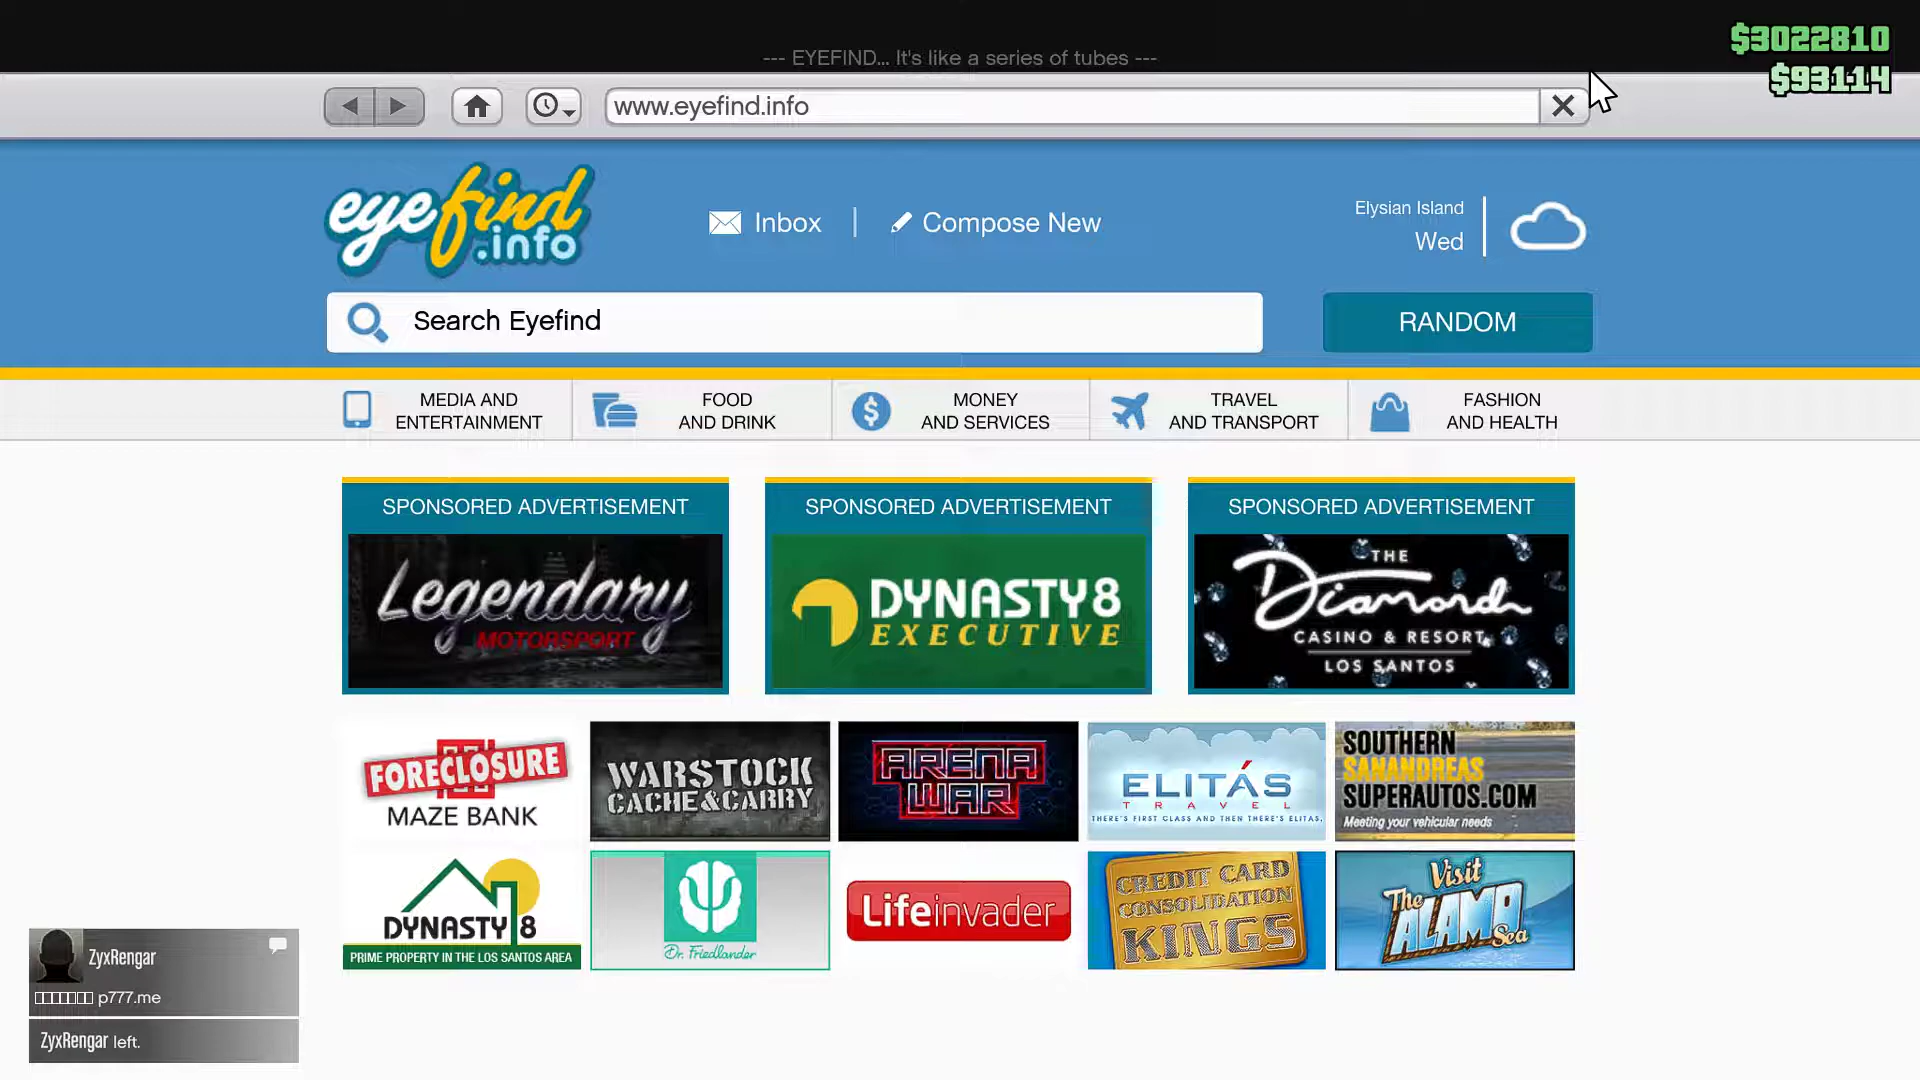 $3022810
--- EYEFIND... It's like a series of tubes ---
$93114
www.eyefind.info
eyefind
.info
Inbox
Compose New
Elysian Island
Wed
Search Eyefind
RANDOM
MEDIA AND
ENTERTAINMENT
FOOD
AND DRINK
MONEY
AND SERVICES
TRAVEL
AND TRANSPORT
FASHION
AND HEALTH
SPONSORED ADVERTISEMENT
Legendary
MOTORSPORT
SPONSORED ADVERTISEMENT
DYNASTY8
EXECUTIVE
SPONSORED ADVERTISEMENT
THE
Diamond
CASINO & RESORT
LOS SANTOS
FORECLOSURE
MAZE BANK
WARSTOCK
CACHE&CARRY
ARENA
WAR
ELITÁS
TRAVEL
THERE'S FIRST CLASS AND THEN THERE'S ELITAS.
SOUTHERN
SANANDREAS
SUPERAUTOS.COM
Meeting your vehicular needs
DYNASTY 8
PRIME PROPERTY IN THE LOS SANTOS AREA
Dr. Friedlander
Lifeinvader
CREDIT CARD
CONSOLIDATION
KINGS
Visit
The
ALAMO
Sea
ZyxRengar
p777.me
ZyxRengar left.